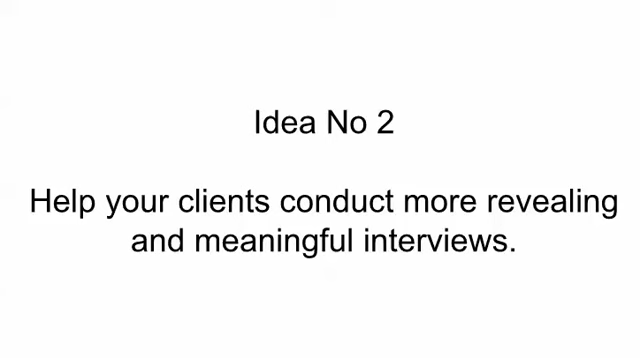 Idea No 2
Help your clients conduct more revealing
and meaningful interviews.